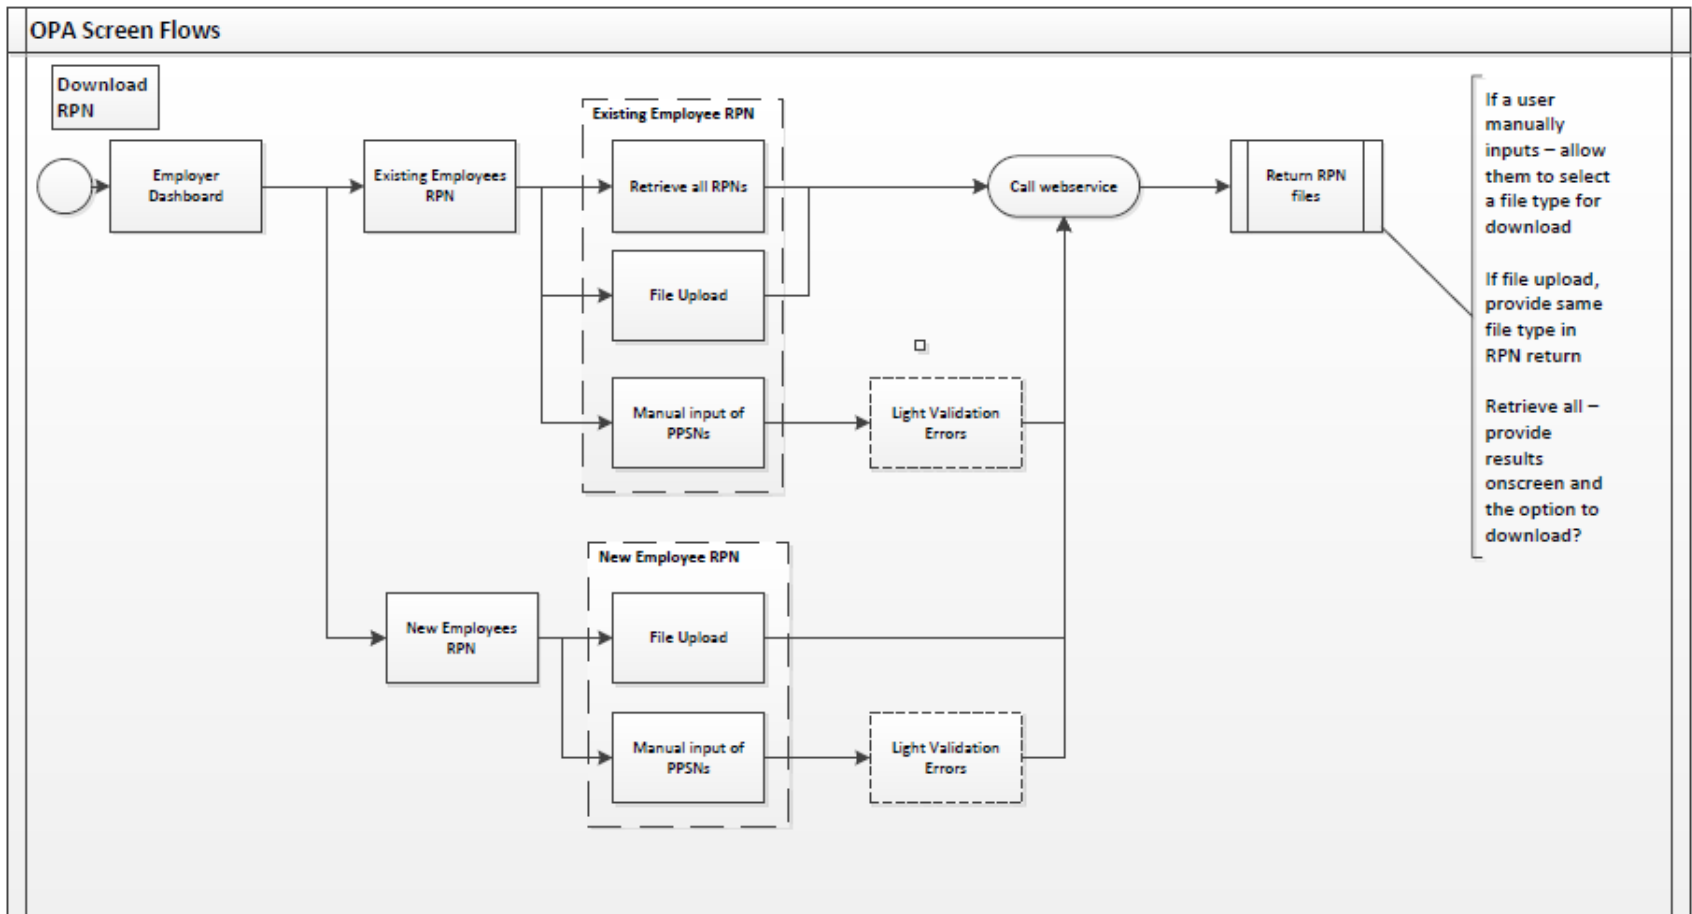 OPA Screen Flows
Download
RPN
Employer
Dashboard
Existing Employees
RPN
Existing Employee RPN
Retrieve all RPNs
File Upload
Manual input of
PPSNs
Light Validation
Errors
Call webservice
Return RPN
files
If a user
manually
inputs – allow
them to select
a file type for
download
If file upload,
provide same
file type in
RPN return
Retrieve all –
provide
results
onscreen and
the option to
download?
New Employees
RPN
New Employee RPN
File Upload
Manual input of
PPSNs
Light Validation
Errors